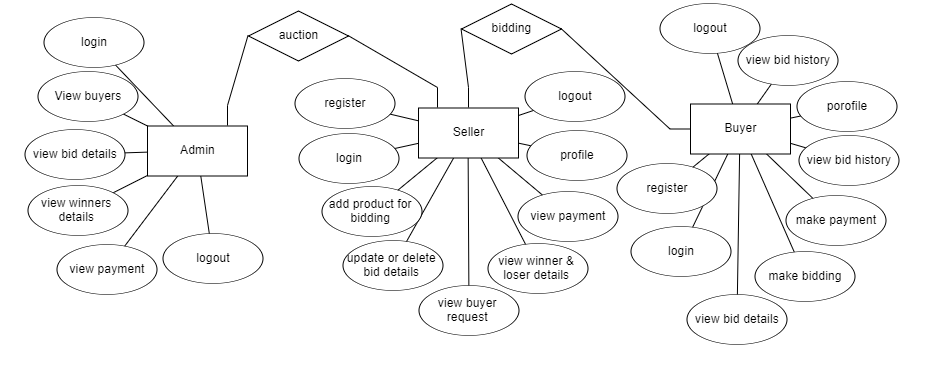 login
View buyers
view bid details
view winners
details
view payment
logout
Admin
auction
register
login
add product for
bidding
update or delete
bid details
view buyer
request
view winner &
loser details
view payment
profile
logout
Seller
bidding
logout
view bid history
porofile
view bid history
make payment
make bidding
view bid details
login
register
Buyer